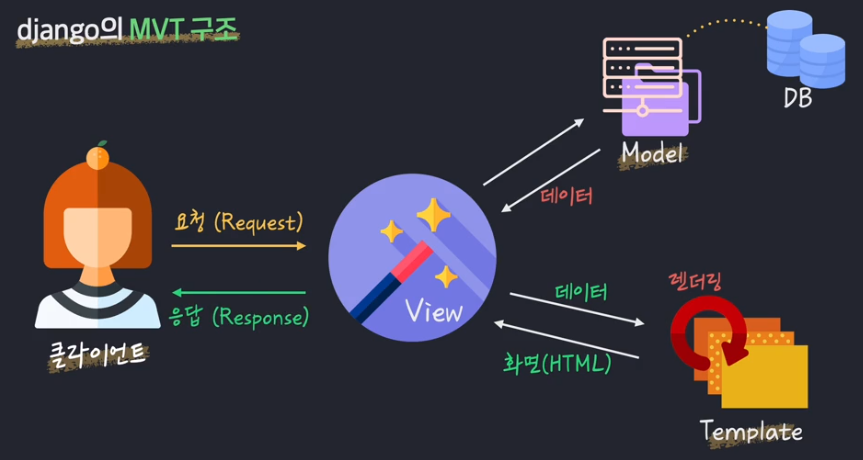 django의 MVT 구조
DB
Model
데이터
요청 (Request)
View
응답 (Response)
클라이언트
데이터
렌더링
화면(HTML)
Template